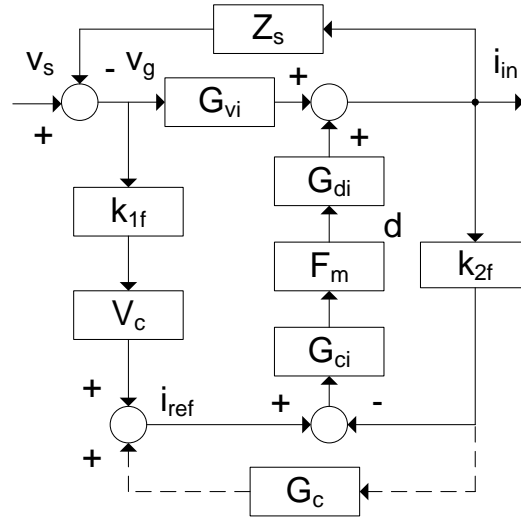 Z_s
v_s - v_g + i_in
G_vi
+ +
G_di
k_1f d
F_m k_2f
V_c
G_ci
+ i_ref + -
+
G_c